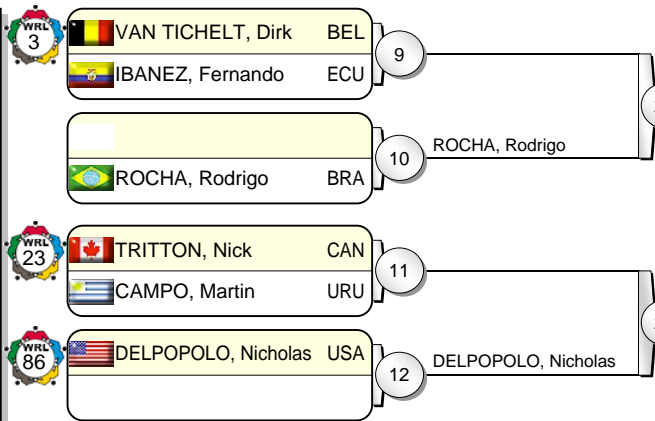 WRL
3
VAN TICHELT, Dirk BEL
IBANEZ, Fernando ECU
9
ROCHA, Rodrigo BRA
10
ROCHA, Rodrigo
WRL
23
TRITTON, Nick CAN
CAMPO, Martin URU
11
WRL
86
DELPOPOLO, Nicholas USA
12
DELPOPOLO, Nicholas